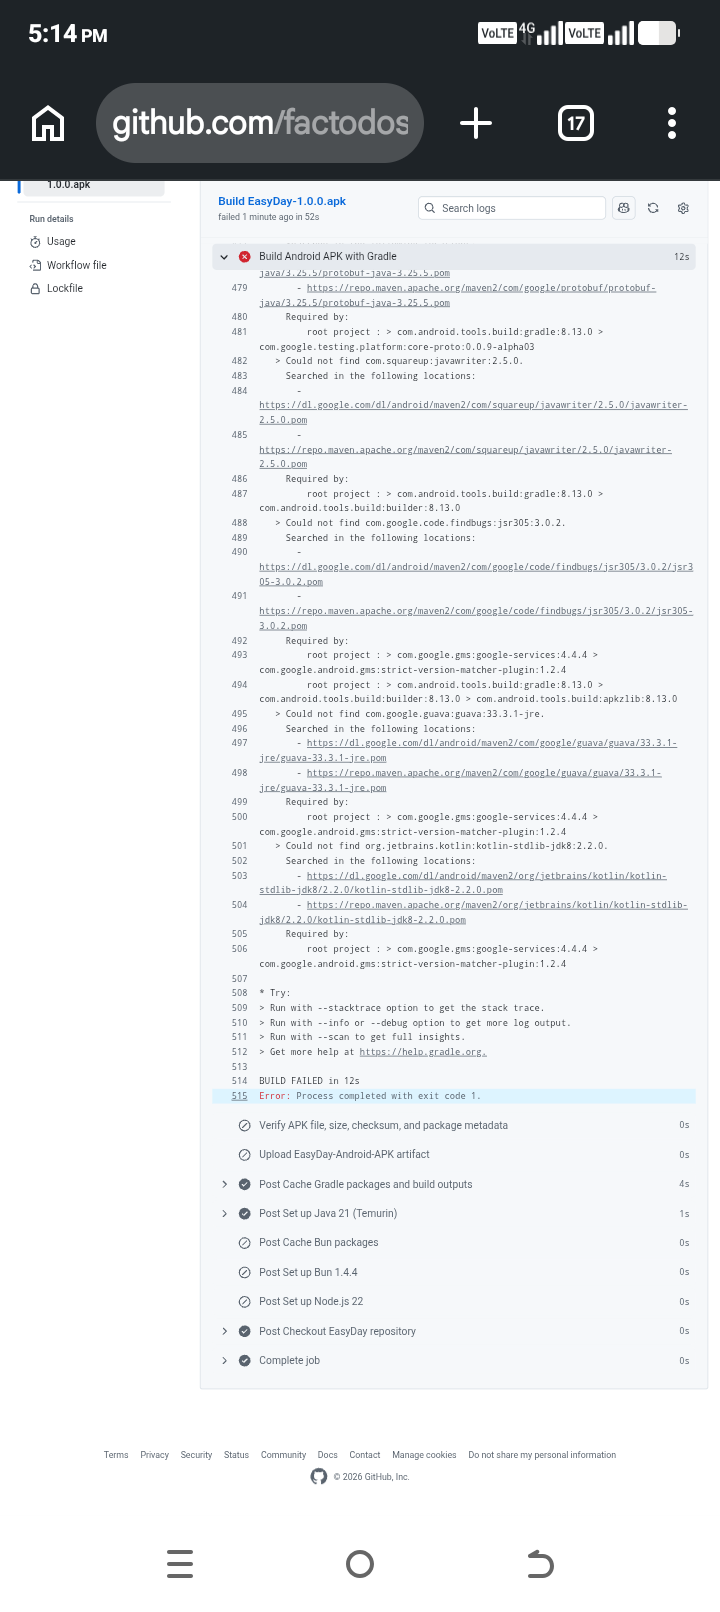 5:14 PM
VoLTE 4G VoLTE
github.com/factodos
17
1.0.0.apk
Run details
Usage
Workflow file
Lockfile
Build EasyDay-1.0.0.apk
failed 1 minute ago in 52s
Search logs
Build Android APK with Gradle 12s
java/3.25.5/protobuf-java-3.25.5.pom
479 - https://repo.maven.apache.org/maven2/com/google/protobuf/protobuf-
java/3.25.5/protobuf-java-3.25.5.pom
480 Required by:
481 root project : > com.android.tools.build:gradle:8.13.0 >
com.google.testing.platform:core-proto:0.0.9-alpha03
482 > Could not find com.squareup:javawriter:2.5.0.
483 Searched in the following locations:
484 -
https://dl.google.com/dl/android/maven2/com/squareup/javawriter/2.5.0/javawriter-
2.5.0.pom
485 -
https://repo.maven.apache.org/maven2/com/squareup/javawriter/2.5.0/javawriter-
2.5.0.pom
486 Required by:
487 root project : > com.android.tools.build:gradle:8.13.0 >
com.android.tools.build:builder:8.13.0
488 > Could not find com.google.code.findbugs:jsr305:3.0.2.
489 Searched in the following locations:
490 -
https://dl.google.com/dl/android/maven2/com/google/code/findbugs/jsr305/3.0.2/jsr3
05-3.0.2.pom
491 -
https://repo.maven.apache.org/maven2/com/google/code/findbugs/jsr305/3.0.2/jsr305-
3.0.2.pom
492 Required by:
493 root project : > com.google.gms:google-services:4.4.4 >
com.google.android.gms:strict-version-matcher-plugin:1.2.4
494 root project : > com.android.tools.build:gradle:8.13.0 >
com.android.tools.build:builder:8.13.0 > com.android.tools.build:apkzlib:8.13.0
495 > Could not find com.google.guava:guava:33.3.1-jre.
496 Searched in the following locations:
497 - https://dl.google.com/dl/android/maven2/com/google/guava/guava/33.3.1-
jre/guava-33.3.1-jre.pom
498 - https://repo.maven.apache.org/maven2/com/google/guava/guava/33.3.1-
jre/guava-33.3.1-jre.pom
499 Required by:
500 root project : > com.google.gms:google-services:4.4.4 >
com.google.android.gms:strict-version-matcher-plugin:1.2.4
501 > Could not find org.jetbrains.kotlin:kotlin-stdlib-jdk8:2.2.0.
502 Searched in the following locations:
503 - https://dl.google.com/dl/android/maven2/org/jetbrains/kotlin/kotlin-
stdlib-jdk8/2.2.0/kotlin-stdlib-jdk8-2.2.0.pom
504 - https://repo.maven.apache.org/maven2/org/jetbrains/kotlin/kotlin-stdlib-
jdk8/2.2.0/kotlin-stdlib-jdk8-2.2.0.pom
505 Required by:
506 root project : > com.google.gms:google-services:4.4.4 >
com.google.android.gms:strict-version-matcher-plugin:1.2.4
507
508 * Try:
509 > Run with --stacktrace option to get the stack trace.
510 > Run with --info or --debug option to get more log output.
511 > Run with --scan to get full insights.
512 > Get more help at https://help.gradle.org.
513
514 BUILD FAILED in 12s
515 Error: Process completed with exit code 1.
Verify APK file, size, checksum, and package metadata 0s
Upload EasyDay-Android-APK artifact 0s
Post Cache Gradle packages and build outputs 4s
Post Set up Java 21 (Temurin) 1s
Post Cache Bun packages 0s
Post Set up Bun 1.4.4 0s
Post Set up Node.js 22 0s
Post Checkout EasyDay repository 0s
Complete job 0s
Terms Privacy Security Status Community Docs Contact Manage cookies Do not share my personal information
© 2026 GitHub, Inc.